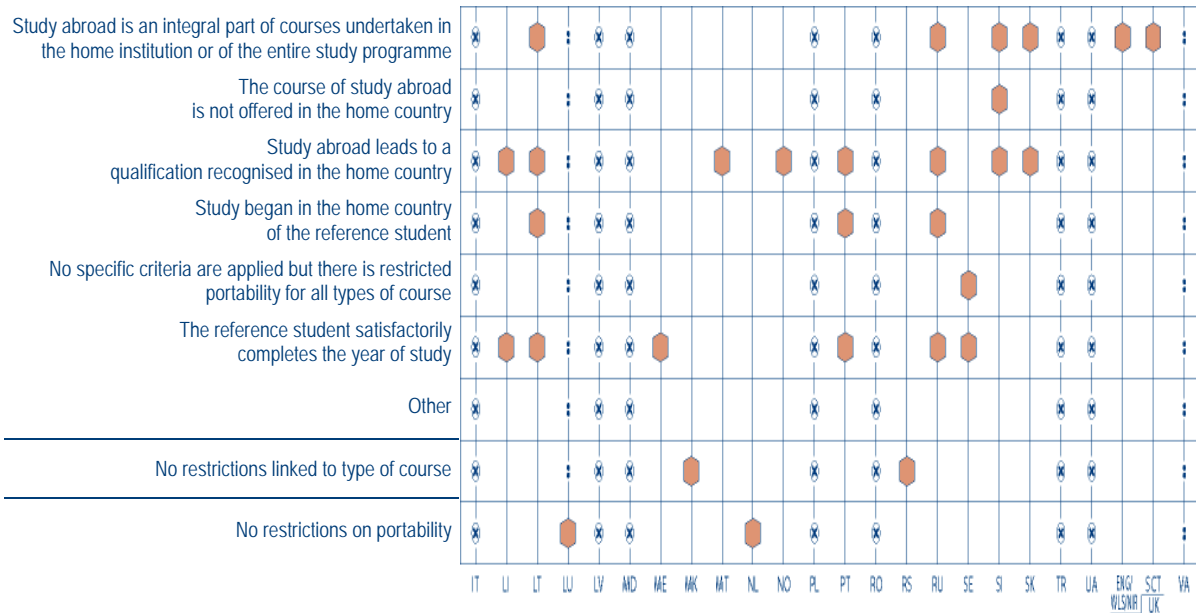 Study abroad is an integral part of courses undertaken in
the home institution or of the entire study programme
The course of study abroad
is not offered in the home country
Study abroad leads to a
qualification recognised in the home country
Study began in the home country
of the reference student
No specific criteria are applied but there is restricted
portability for all types of course
The reference student satisfactorily
completes the year of study
Other
No restrictions linked to type of course
No restrictions on portability
IT LI LT LU LV MD ME MK MT NL NO PL PT RO RS RU SE SI SK TR UA ENG/ SCT VA
WLS/NIR UK